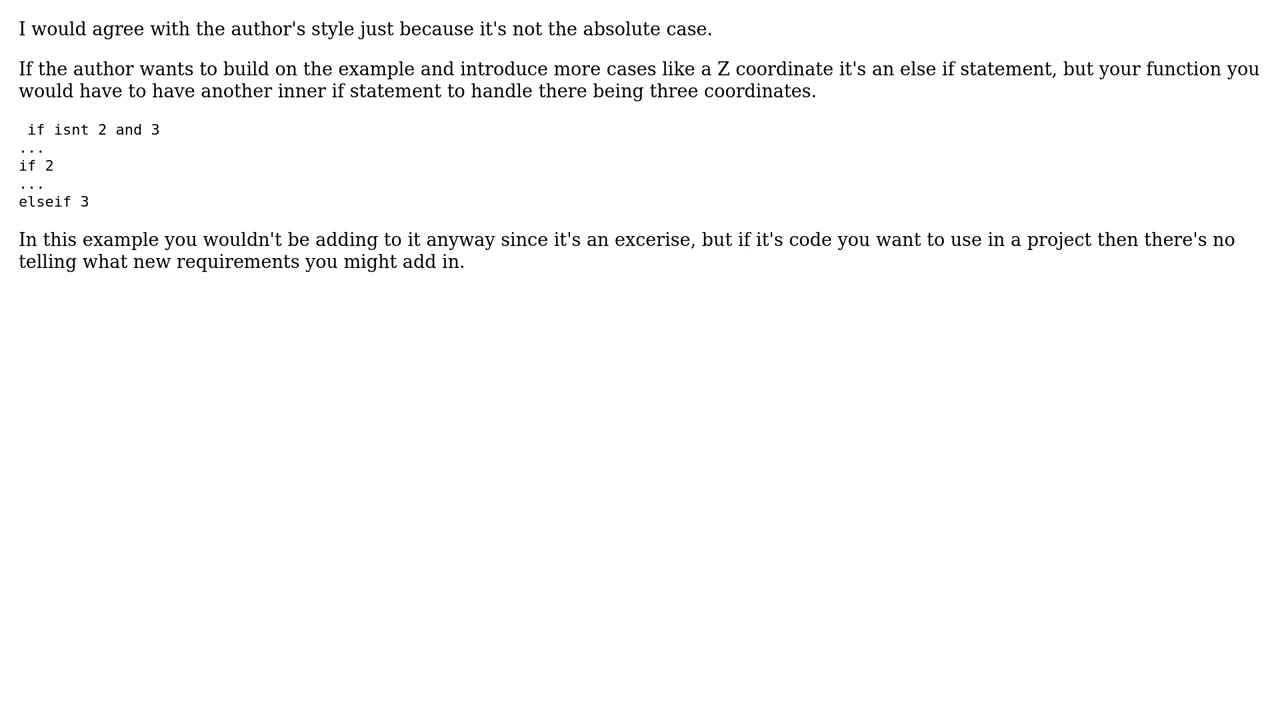 I would agree with the author's style just because it's not the absolute case.
If the author wants to build on the example and introduce more cases like a Z coordinate it's an else if statement, but your function you
would have to have another inner if statement to handle there being three coordinates.
if isnt 2 and 3
...
if 2
...
elseif 3
In this example you wouldn't be adding to it anyway since it's an excerise, but if it's code you want to use in a project then there's no
telling what new requirements you might add in.